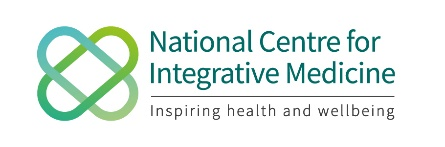 National Centre for
Integrative Medicine
Inspiring health and wellbeing